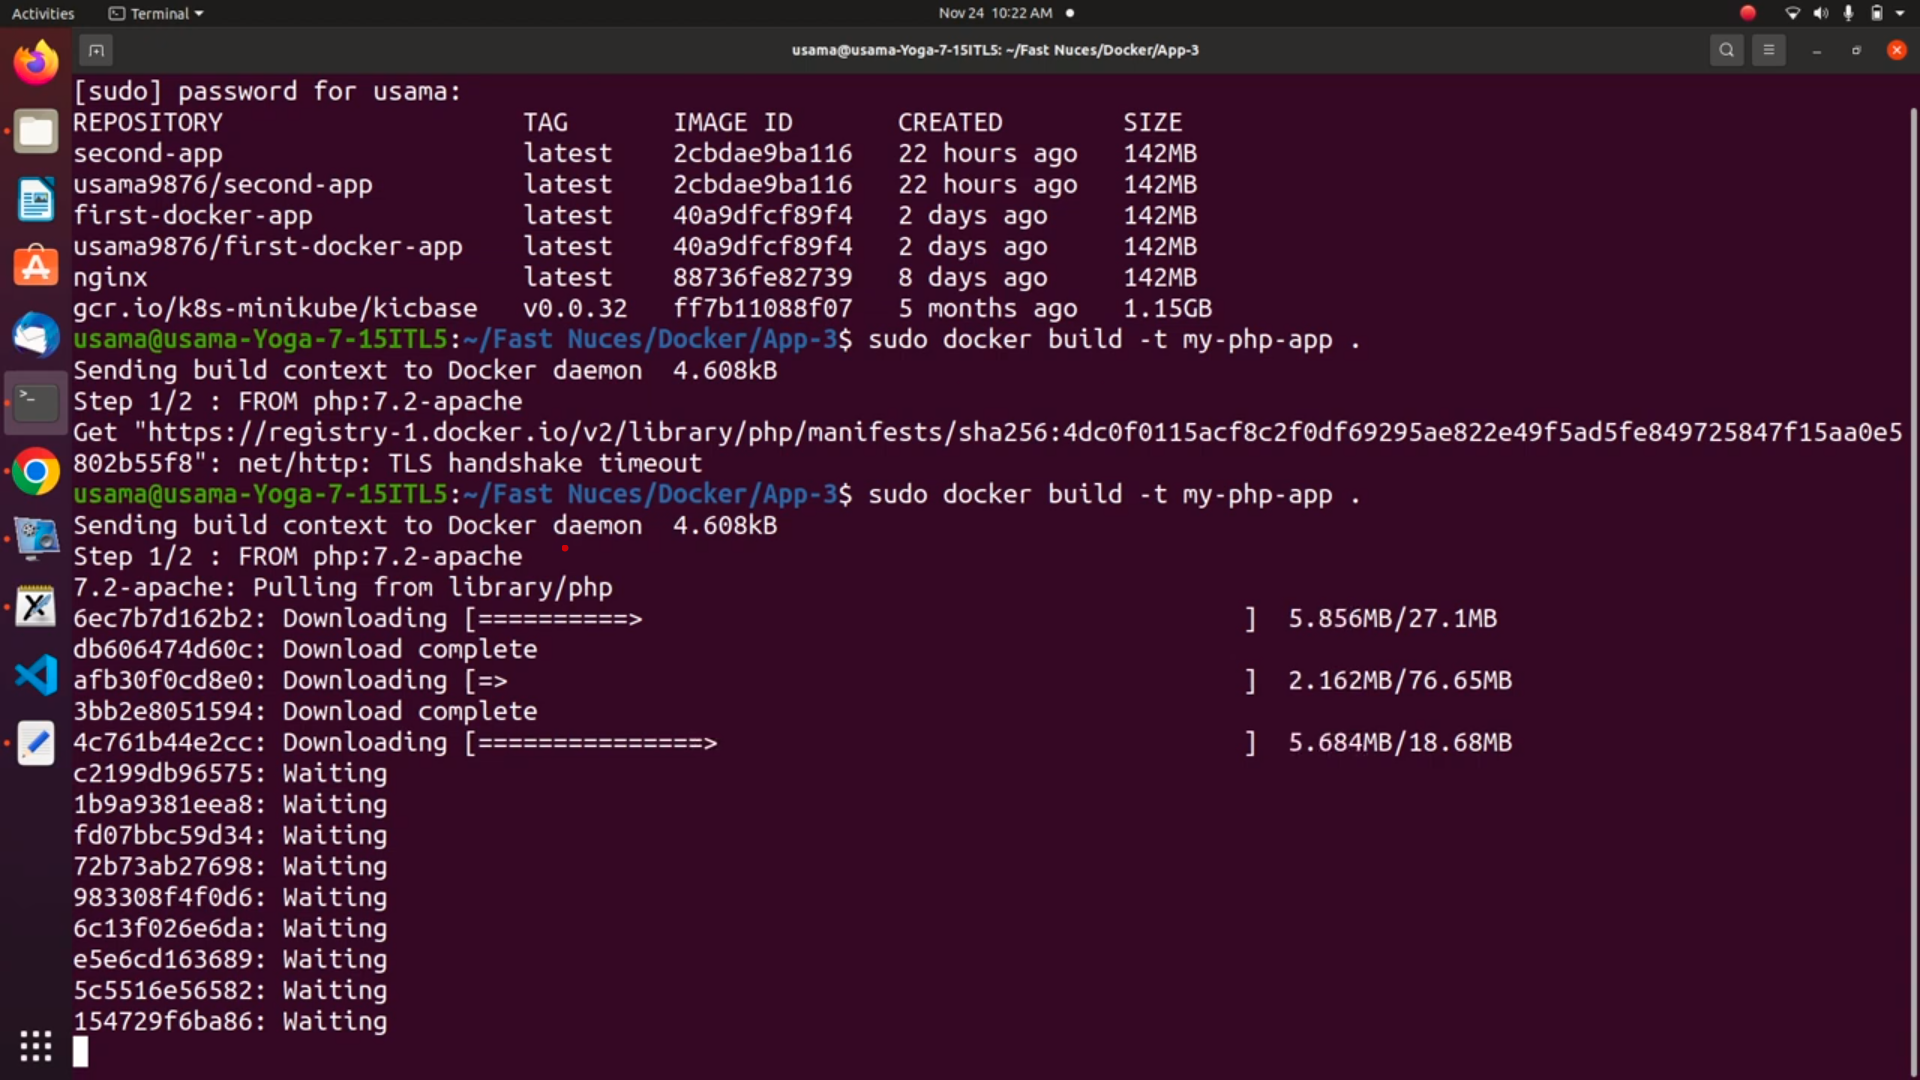 Activities Terminal Nov 24 10:22 AM
usama@usama-Yoga-7-15ITL5: ~/Fast Nuces/Docker/App-3
[sudo] password for usama:
REPOSITORY TAG IMAGE ID CREATED SIZE
second-app latest 2cbdae9ba116 22 hours ago 142MB
usama9876/second-app latest 2cbdae9ba116 22 hours ago 142MB
first-docker-app latest 40a9dfcf89f4 2 days ago 142MB
usama9876/first-docker-app latest 40a9dfcf89f4 2 days ago 142MB
nginx latest 88736fe82739 8 days ago 142MB
gcr.io/k8s-minikube/kicbase v0.0.32 ff7b11088f07 5 months ago 1.15GB
usama@usama-Yoga-7-15ITL5:~/Fast Nuces/Docker/App-3$ sudo docker build -t my-php-app .
Sending build context to Docker daemon 4.608kB
Step 1/2 : FROM php:7.2-apache
Get "https://registry-1.docker.io/v2/library/php/manifests/sha256:4dc0f0115acf8c2f0df69295ae822e49f5ad5fe849725847f15aa0e5
802b55f8": net/http: TLS handshake timeout
usama@usama-Yoga-7-15ITL5:~/Fast Nuces/Docker/App-3$ sudo docker build -t my-php-app .
Sending build context to Docker daemon 4.608kB
Step 1/2 : FROM php:7.2-apache
7.2-apache: Pulling from library/php
6ec7b7d162b2: Downloading [==========> ] 5.856MB/27.1MB
db606474d60c: Download complete
afb30f0cd8e0: Downloading [=> ] 2.162MB/76.65MB
3bb2e8051594: Download complete
4c761b44e2cc: Downloading [===============> ] 5.684MB/18.68MB
c2199db96575: Waiting
1b9a9381eea8: Waiting
fd07bbc59d34: Waiting
72b73ab27698: Waiting
983308f4f0d6: Waiting
6c13f026e6da: Waiting
e5e6cd163689: Waiting
5c5516e56582: Waiting
154729f6ba86: Waiting